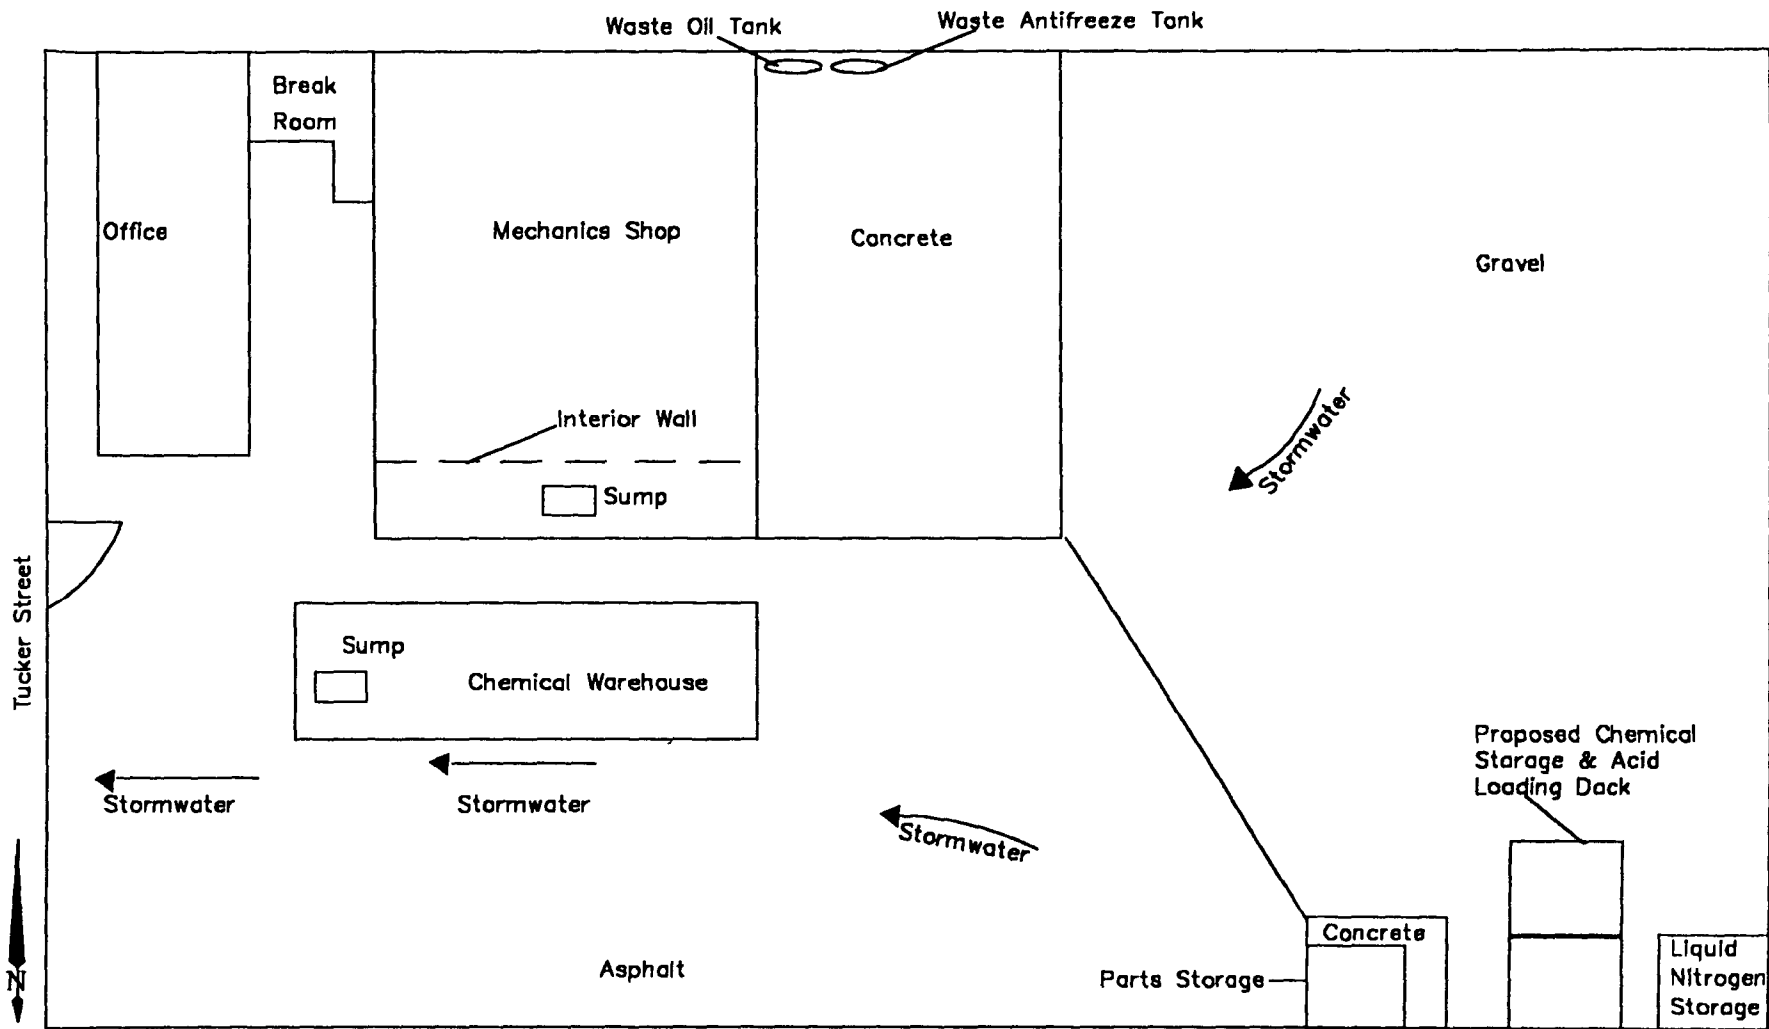 Waste Oil Tank
Waste Antifreeze Tank
Break
Room
Office
Mechanics Shop
Concrete
Gravel
Interior Wall
Sump
Stormwater
Tucker Street
Sump
Chemical Warehouse
Stormwater
Stormwater
Stormwater
Proposed Chemical
Storage & Acid
Loading Dock
Concrete
Parts Storage
Asphalt
Liquid
Nitrogen
Storage
N